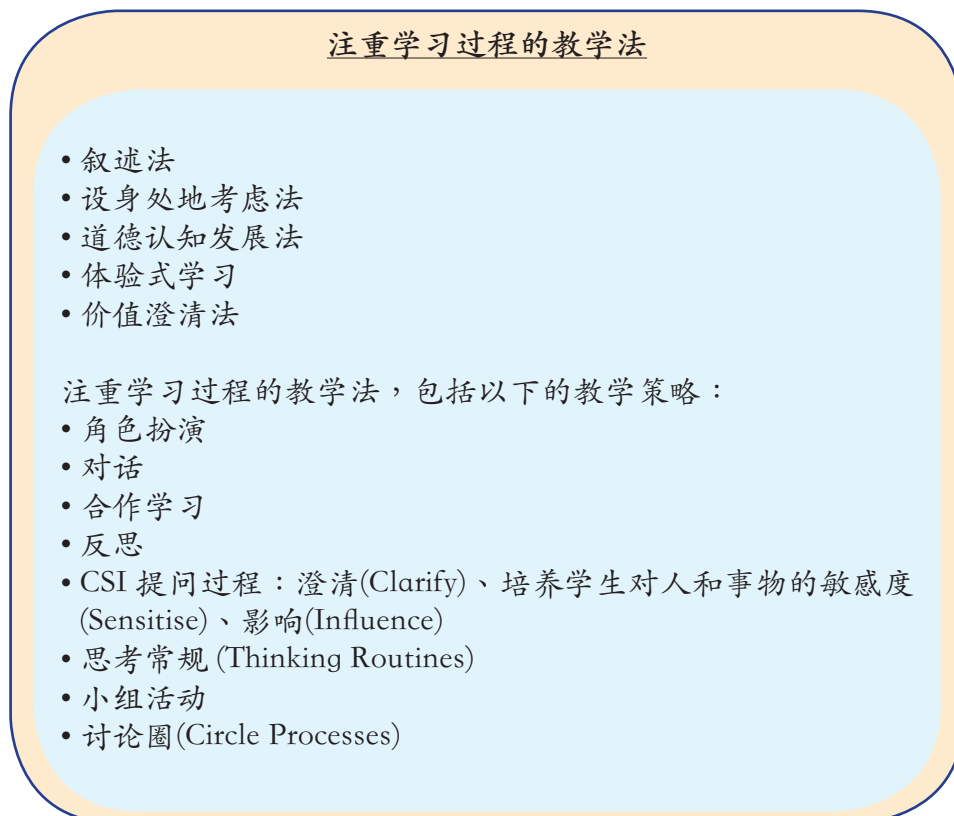 注重学习过程的教学法
• 叙述法
• 设身处地考虑法
• 道德认知发展法
• 体验式学习
• 价值澄清法
注重学习过程的教学法，包括以下的教学策略：
• 角色扮演
• 对话
• 合作学习
• 反思
• CSI 提问过程：澄清(Clarify)、培养学生对人和事物的敏感度
(Sensitise)、影响(Influence)
• 思考常规 (Thinking Routines)
• 小组活动
• 讨论圈(Circle Processes)